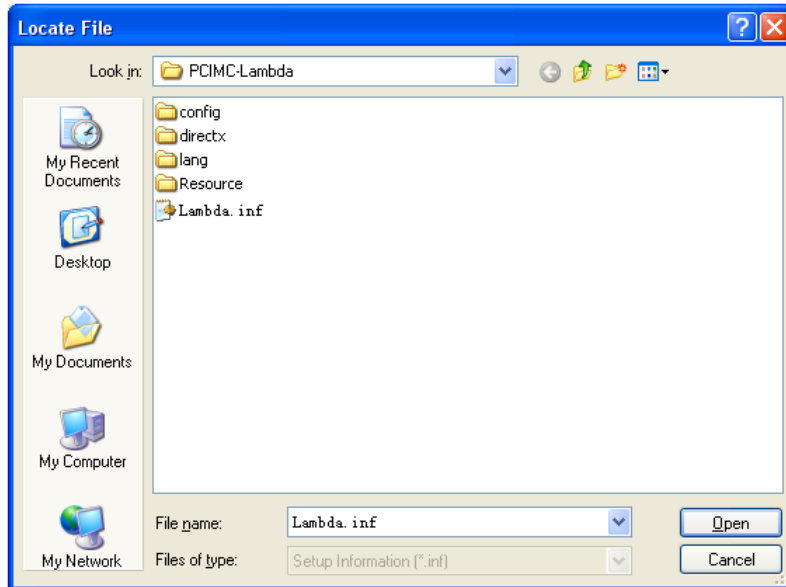 Locate File
Look in:
PCIMC-Lambda
My Recent
Documents
Desktop
My Documents
My Computer
My Network
config
directx
lang
Resource
Lambda. inf
File name:
Lambda. inf
Open
Files of type:
Setup Information (*.inf)
Cancel